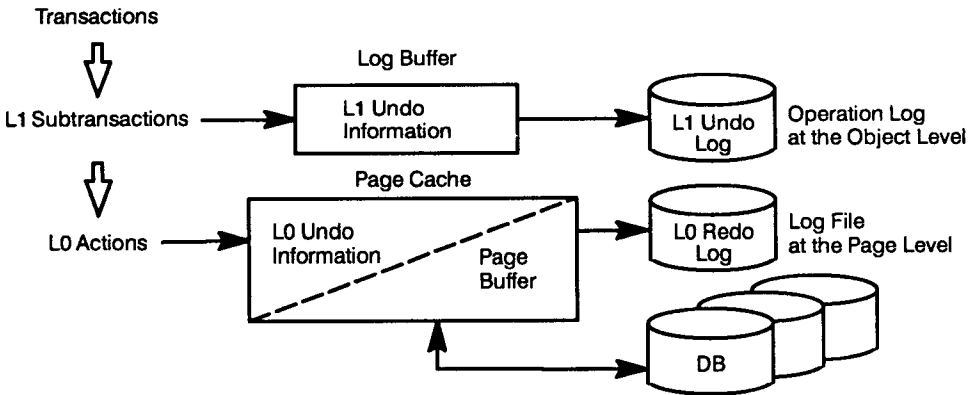 Transactions
Log Buffer
L1 Subtransactions
L1 Undo
Information
L1 Undo
Log
Operation Log
at the Object Level
Page Cache
L0 Actions
L0 Undo
Information
Page
Buffer
L0 Redo
Log
Log File
at the Page Level
DB